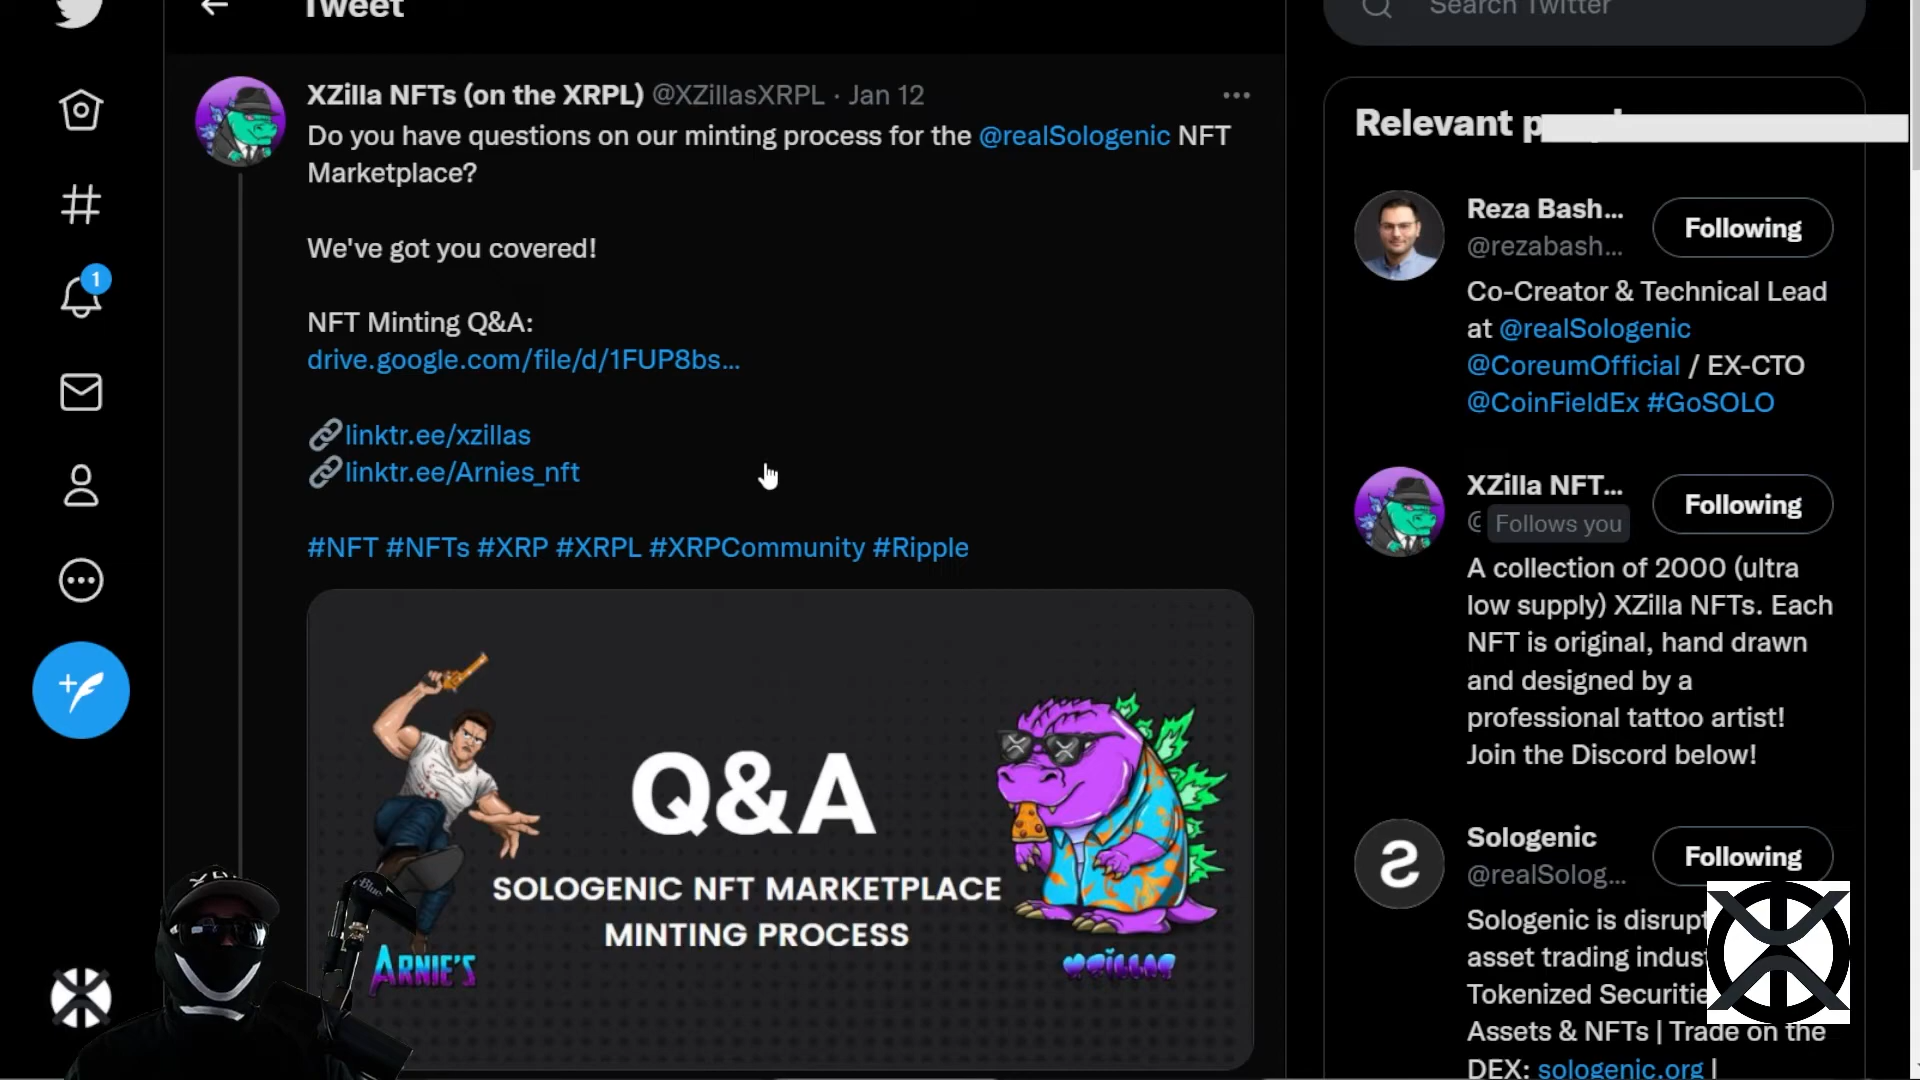 Tweet
Search Twitter
XZilla NFTs (on the XRPL) @XZillasXRPL · Jan 12
Do you have questions on our minting process for the @realSologenic NFT
Marketplace?
We've got you covered!
NFT Minting Q&A:
drive.google.com/file/d/1FUP8bs...
linktr.ee/xzillas
linktr.ee/Arnies_nft
#NFT #NFTs #XRP #XRPL #XRPCommunity #Ripple
1
Q&A
SOLOGENIC NFT MARKETPLACE
MINTING PROCESS
ARNIE'S
XZILLAS
Blue
Relevant
Reza Bash...
Following
@rezabash...
Co-Creator & Technical Lead
at @realSologenic
@CoreumOfficial / EX-CTO
@CoinFieldEx #GoSOLO
XZilla NFT...
Following
Follows you
A collection of 2000 (ultra
low supply) XZilla NFTs. Each
NFT is original, hand drawn
and designed by a
professional tattoo artist!
Join the Discord below!
Sologenic
Following
@realSolog...
Sologenic is disrupt
asset trading indus
Tokenized Securitie
Assets & NFTs | Trade on the
DEX: sologenic.org |